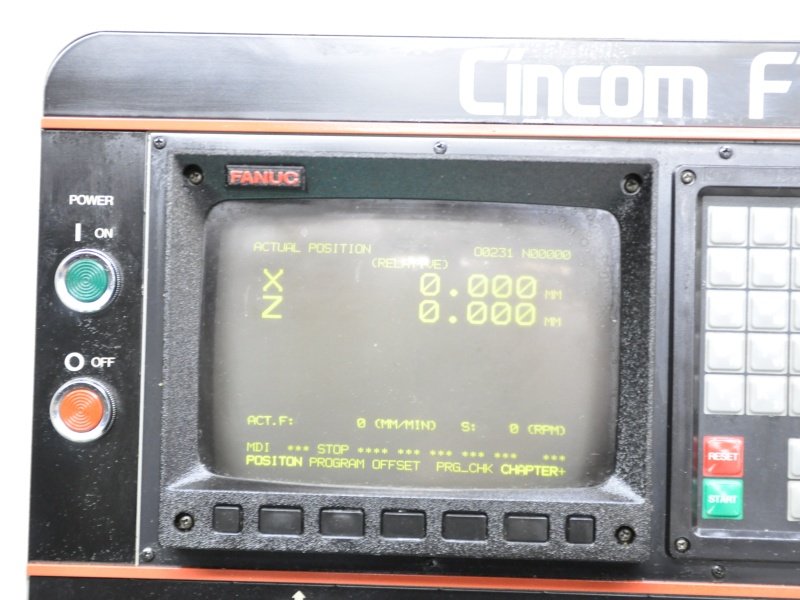 Cincom F
FANUC
POWER
I ON
O OFF
ACTUAL POSITION O0231 N00000
(RELATIVE)
X 0.000 MM
Z 0.000 MM
ACT.F: 0 (MM/MIN) S: 0 (RPM)
MDI *** STOP **** *** *** *** *** ***
POSITON PROGRAM OFFSET PRG_CHK CHAPTER+
RESET
START